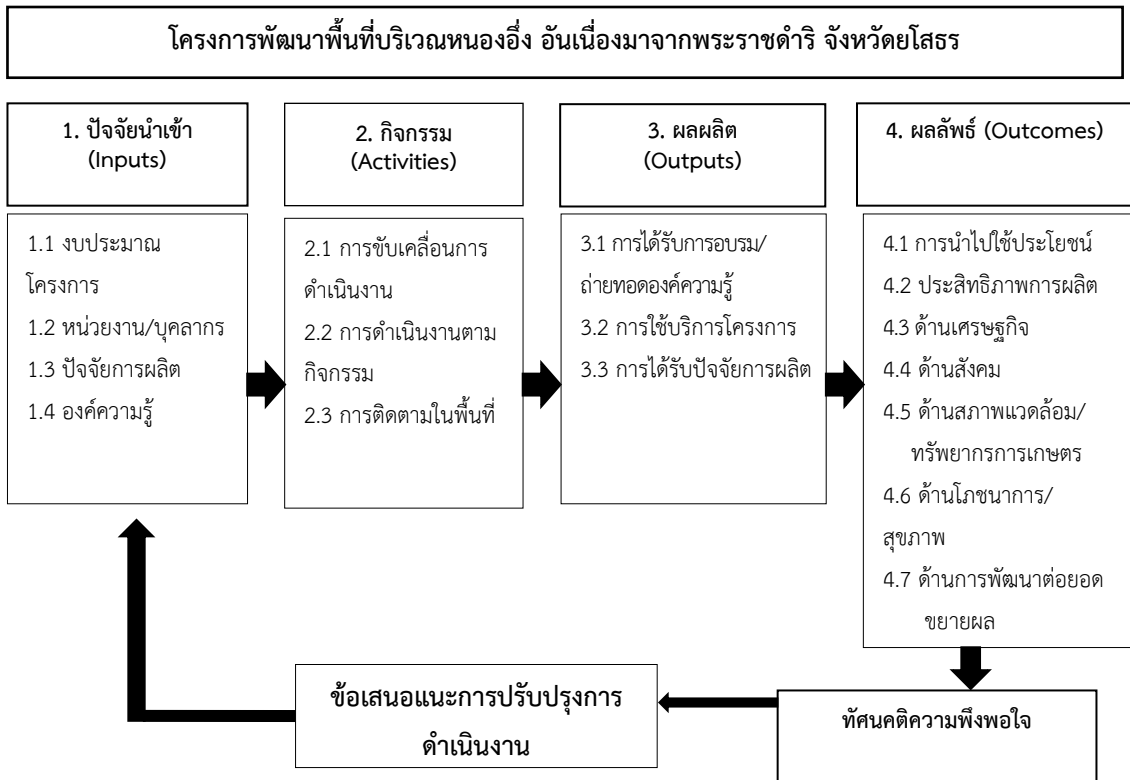 โครงการพัฒนาพื้นที่บริเวณหนองอึ่ง อันเนื่องมาจากพระราชดำริ จังหวัดยโสธร
1. ปัจจัยนำเข้า
(Inputs)
2. กิจกรรม
(Activities)
3. ผลผลิต
(Outputs)
4. ผลลัพธ์ (Outcomes)
1.1 งบประมาณ
โครงการ
1.2 หน่วยงาน/บุคลากร
1.3 ปัจจัยการผลิต
1.4 องค์ความรู้
2.1 การขับเคลื่อนการ
ดำเนินงาน
2.2 การดำเนินงานตาม
กิจกรรม
2.3 การติดตามในพื้นที่
3.1 การได้รับการอบรม/
ถ่ายทอดองค์ความรู้
3.2 การใช้บริการโครงการ
3.3 การได้รับปัจจัยการผลิต
4.1 การนำไปใช้ประโยชน์
4.2 ประสิทธิภาพการผลิต
4.3 ด้านเศรษฐกิจ
4.4 ด้านสังคม
4.5 ด้านสภาพแวดล้อม/
ทรัพยากรการเกษตร
4.6 ด้านโภชนาการ/
สุขภาพ
4.7 ด้านการพัฒนาต่อยอด
ขยายผล
ข้อเสนอแนะการปรับปรุงการ
ดำเนินงาน
ทัศนคติความพึงพอใจ